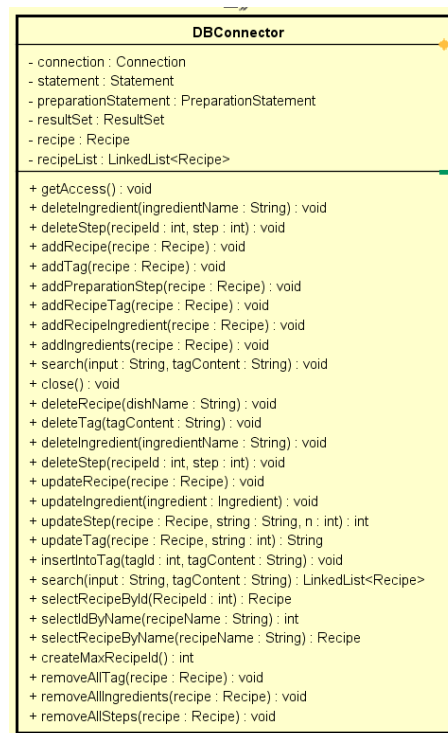 DBConnector
- connection : Connection
- statement : Statement
- preparationStatement : PreparationStatement
- resultSet : ResultSet
- recipe : Recipe
- recipeList : LinkedList<Recipe>
+ getAccess() : void
+ deleteIngredient(ingredientName : String) : void
+ deleteStep(recipeId : int, step : int) : void
+ addRecipe(recipe : Recipe) : void
+ addTag(recipe : Recipe) : void
+ addPreparationStep(recipe : Recipe) : void
+ addRecipeTag(recipe : Recipe) : void
+ addRecipeIngredient(recipe : Recipe) : void
+ addIngredients(recipe : Recipe) : void
+ search(input : String, tagContent : String) : void
+ close() : void
+ deleteRecipe(dishName : String) : void
+ deleteTag(tagContent : String) : void
+ deleteIngredient(ingredientName : String) : void
+ deleteStep(recipeId : int, step : int) : void
+ updateRecipe(recipe : Recipe) : void
+ updateIngredient(ingredient : Ingredient) : void
+ updateStep(recipe : Recipe, string : String, n : int) : int
+ updateTag(recipe : Recipe, string : int) : String
+ insertIntoTag(tagId : int, tagContent : String) : void
+ search(input : String, tagContent : String) : LinkedList<Recipe>
+ selectRecipeById(RecipeId : int) : Recipe
+ selectIdByName(recipeName : String) : int
+ selectRecipeByName(recipeName : String) : Recipe
+ createMaxRecipeId() : int
+ removeAllTag(recipe : Recipe) : void
+ removeAllIngredients(recipe : Recipe) : void
+ removeAllSteps(recipe : Recipe) : void